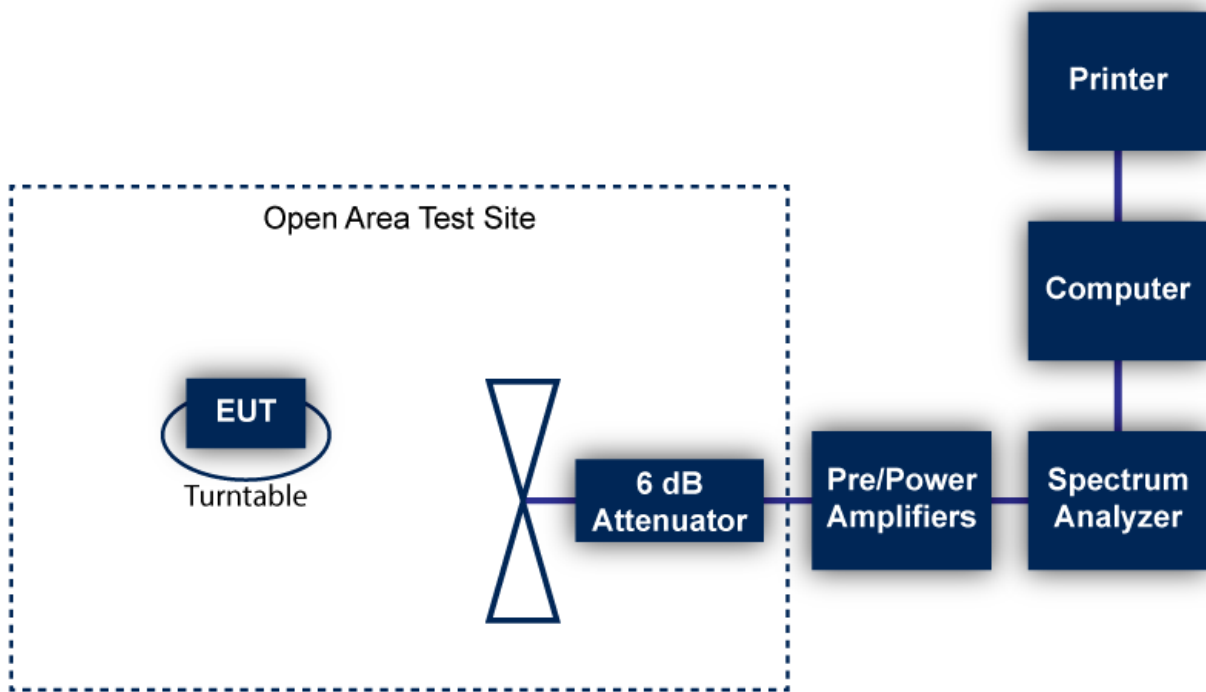 Printer
Open Area Test Site
Computer
EUT
Turntable
6 dB
Attenuator
Pre/Power
Amplifiers
Spectrum
Analyzer